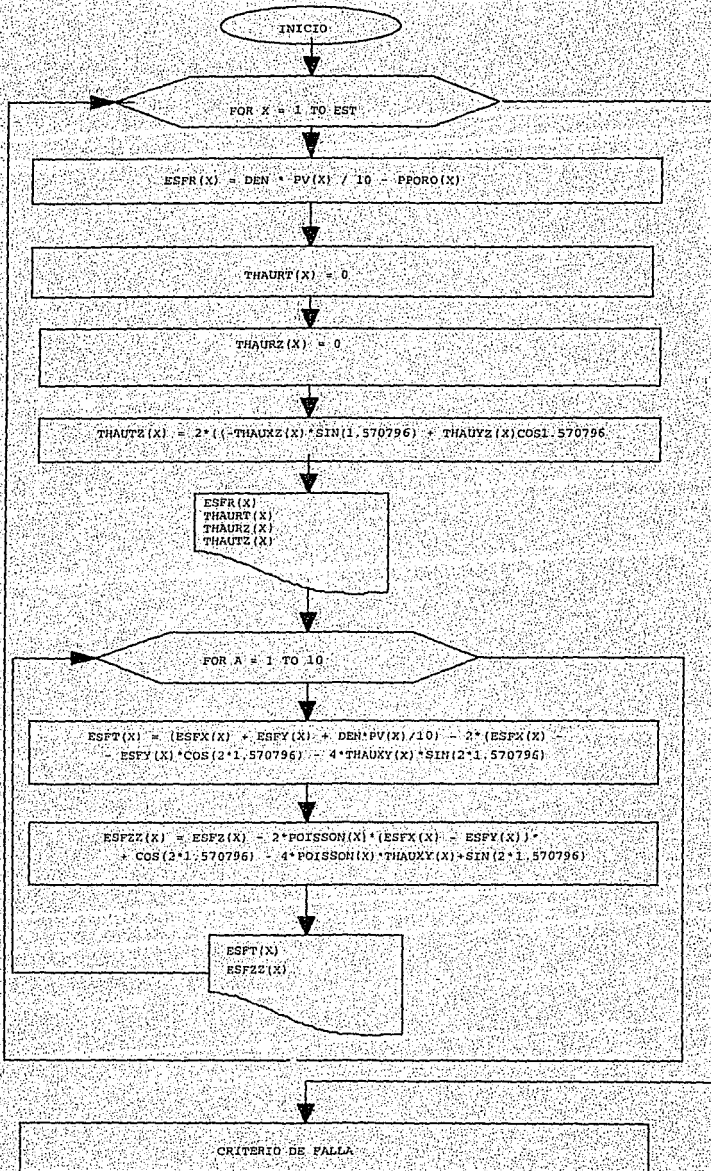 INICIO
FOR X = 1 TO EST
ESFR(X) = DEN * PV(X) / 10 - PPORO(X)
THAURT(X) = 0
THAURZ(X) = 0
THAUTZ(X) = 2*((-THAUXZ(X)*SIN(1.570796) + THAUYZ(X)COS1.570796
ESFR(X)
THAURT(X)
THAURZ(X)
THAUTZ(X)
FOR A = 1 TO 10
ESFT(X) = (ESFX(X) + ESFY(X) + DEN*PV(X)/10) - 2*(ESFX(X) -
- ESFY(X)*COS(2*1.570796) - 4*THAUXY(X)*SIN(2*1.570796)
ESFZZ(X) = ESFZ(X) - 2*POISSON(X)*(ESFX(X) - ESFY(X))*
+ COS(2*1.570796) - 4*POISSON(X)*THAUXY(X)+SIN(2*1.570796)
ESFT(X)
ESFZZ(X)
CRITERIO DE FALLA